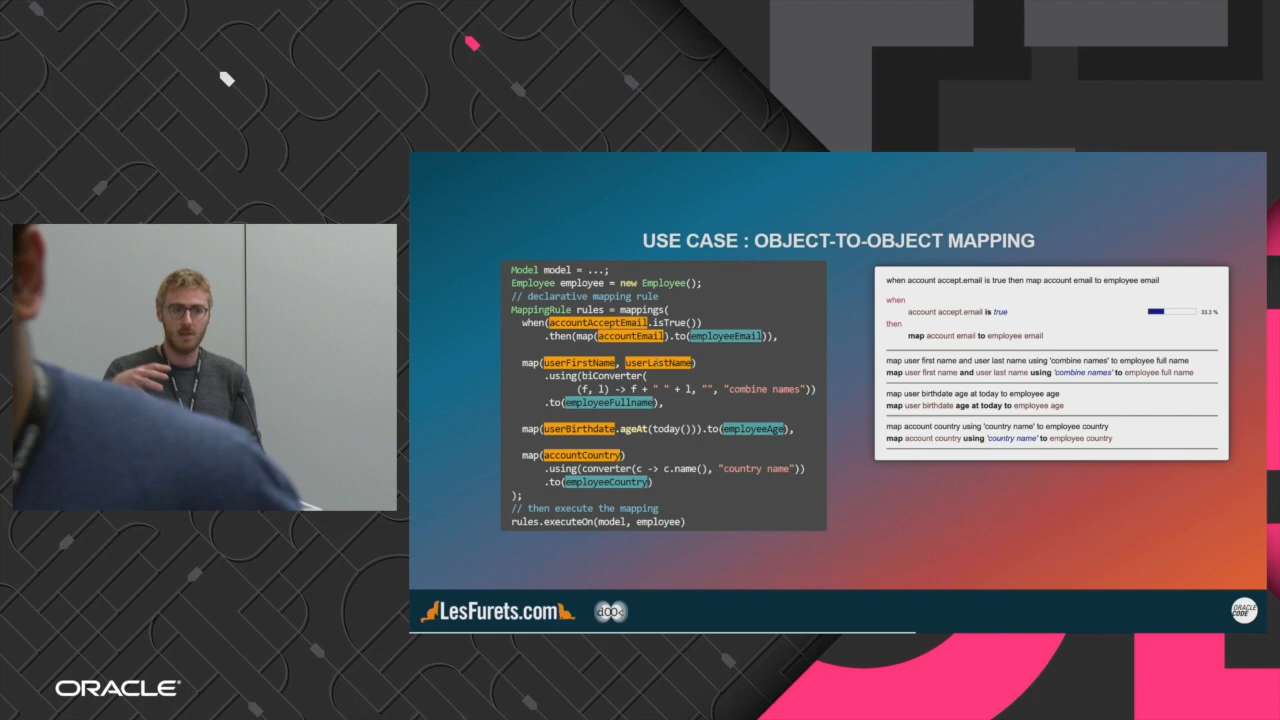 USE CASE : OBJECT-TO-OBJECT MAPPING
Model model = ...;
Employee employee = new Employee();
// declarative mapping rule
MappingRule rules = mappings(
when(accountAcceptEmail.isTrue())
.then(map(accountEmail).to(employeeEmail)),
map(userFirstName, userLastName)
.using(biConverter(
(f, l) -> f + " " + l, "", "combine names"))
.to(employeeFullname),
map(userBirthdate.ageAt(today())).to(employeeAge),
map(accountCountry)
.using(converter(c -> c.name(), "country name"))
.to(employeeCountry)
);
// then execute the mapping
rules.executeOn(model, employee)
when account accept.email is true then map account email to employee email
when
account accept.email is true
33.3 %
then
map account email to employee email
map user first name and user last name using 'combine names' to employee full name
map user first name and user last name using 'combine names' to employee full name
map user birthdate age at today to employee age
map user birthdate age at today to employee age
map account country using 'country name' to employee country
map account country using 'country name' to employee country
LesFurets.com
dOO<
ORACLE CODE
ORACLE